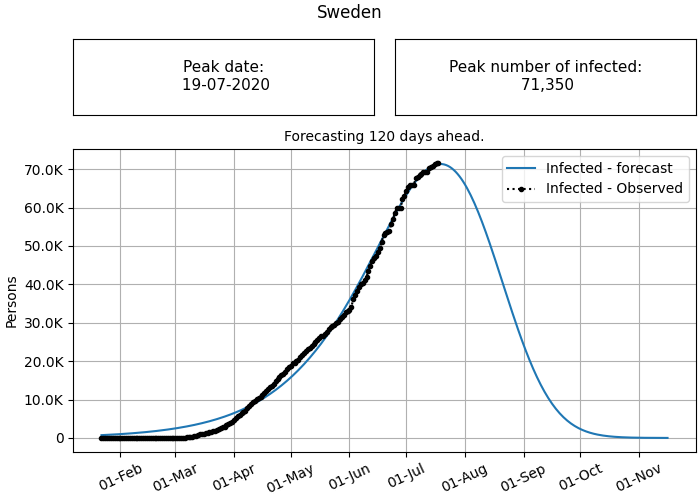 Sweden
Peak date:
19-07-2020
Peak number of infected:
71,350
Forecasting 120 days ahead.
Infected - forecast
Infected - Observed
Persons
70.0K
60.0K
50.0K
40.0K
30.0K
20.0K
10.0K
0
01-Feb
01-Mar
01-Apr
01-May
01-Jun
01-Jul
01-Aug
01-Sep
01-Oct
01-Nov